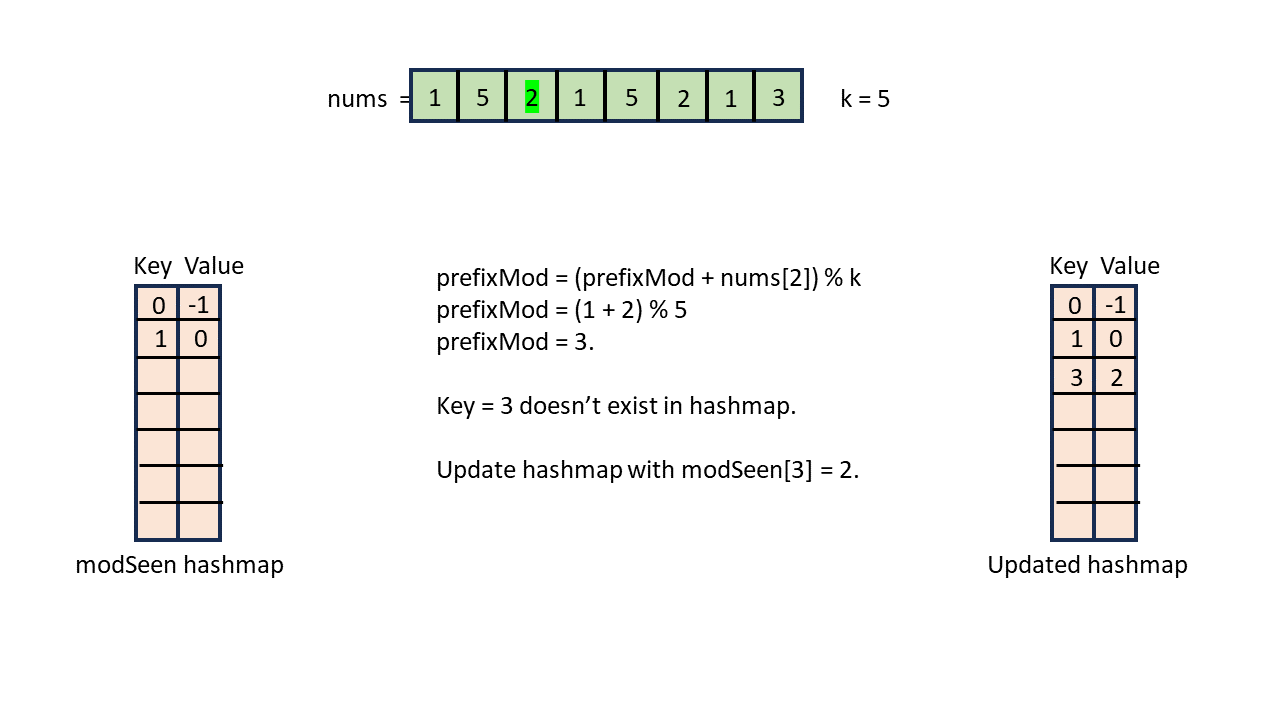 nums = 1 5 2 1 5 2 1 3 k = 5
Key Value
0 -1
1 0
modSeen hashmap
prefixMod = (prefixMod + nums[2]) % k
prefixMod = (1 + 2) % 5
prefixMod = 3.
Key = 3 doesn’t exist in hashmap.
Update hashmap with modSeen[3] = 2.
Key Value
0 -1
1 0
3 2
Updated hashmap